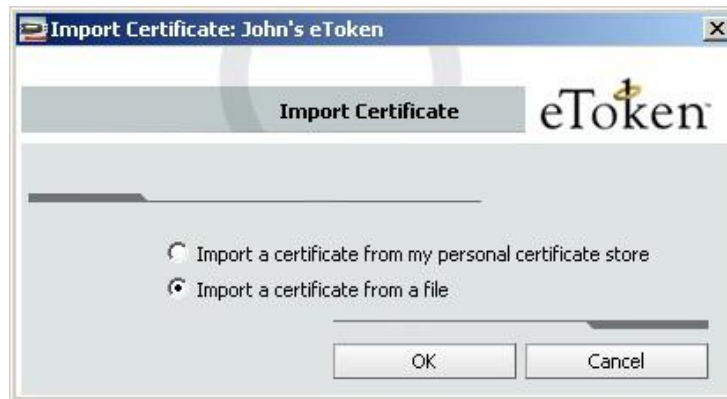 Import Certificate: John's eToken
Import Certificate
eToken
Import a certificate from my personal certificate store
Import a certificate from a file
OK
Cancel